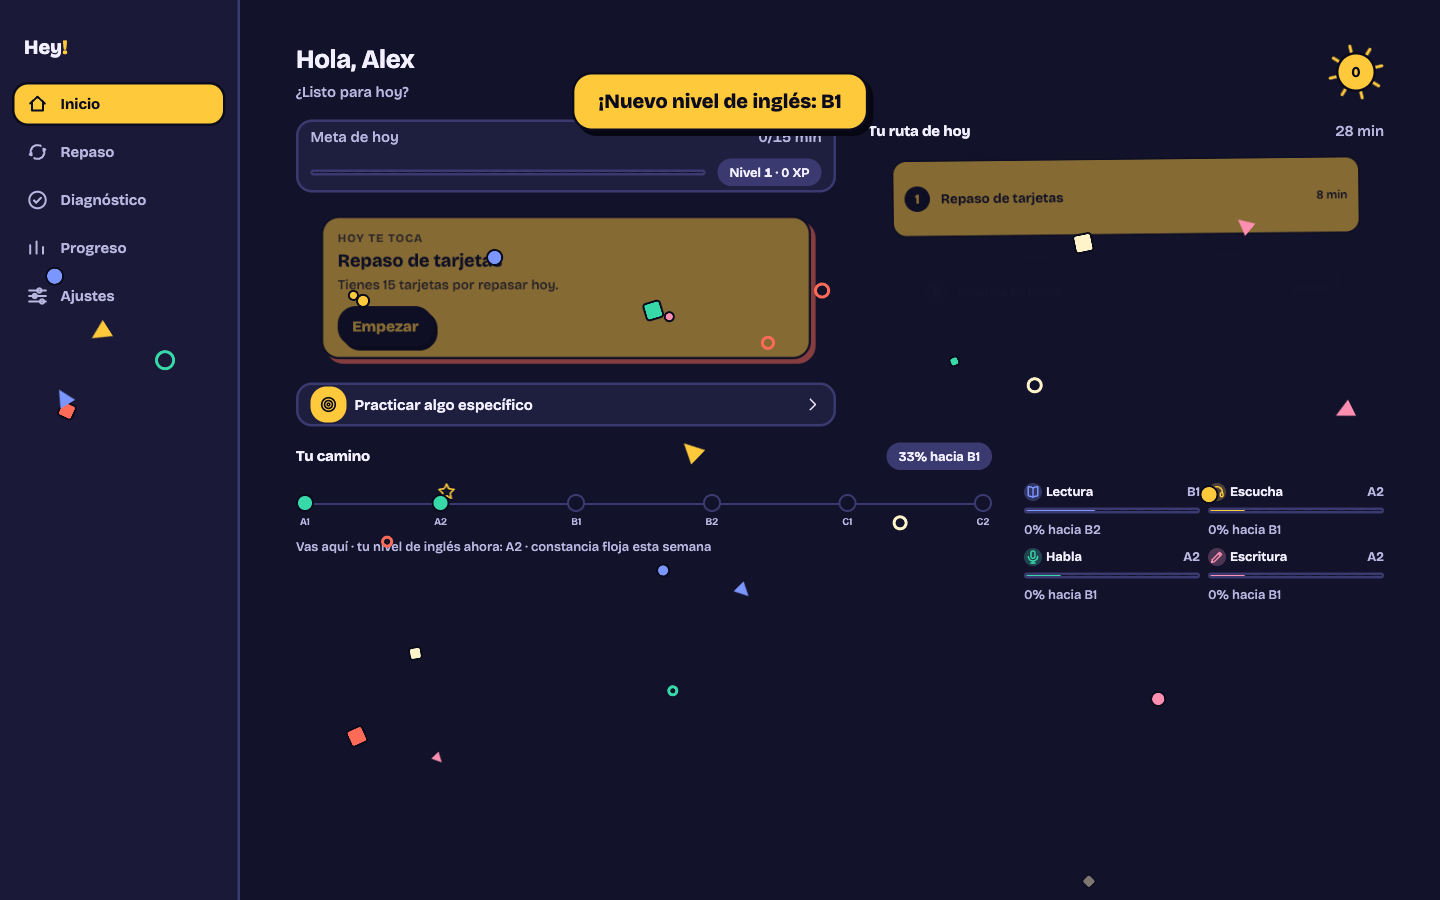 Hey!
Inicio
Repaso
Diagnóstico
Progreso
Ajustes
Hola, Alex
¿Listo para hoy?
0
¡Nuevo nivel de inglés: B1
Meta de hoy
0/15 min
Nivel 1 · 0 XP
Tu ruta de hoy
28 min
1
Repaso de tarjetas
8 min
HOY TE TOCA
Repaso de tarjetas
Tienes 15 tarjetas por repasar hoy.
Empezar
Practicar algo específico
Tu camino
33% hacia B1
A1
A2
B1
B2
C1
C2
Vas aquí · tu nivel de inglés ahora: A2 · constancia floja esta semana
Lectura
B1
0% hacia B2
Escucha
A2
0% hacia B1
Habla
A2
0% hacia B1
Escritura
A2
0% hacia B1